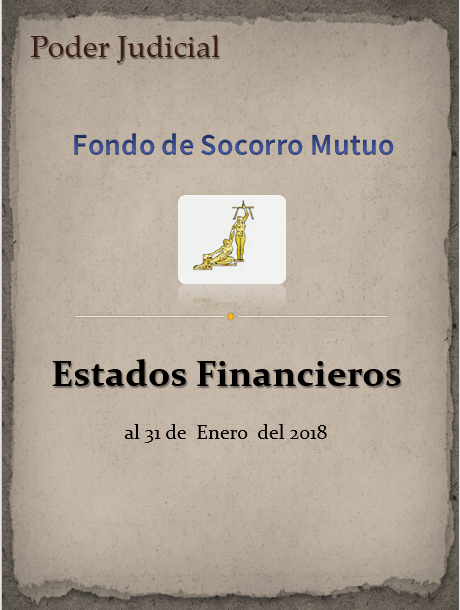 Poder Judicial
Fondo de Socorro Mutuo
Estados Financieros
al 31 de Enero del 2018